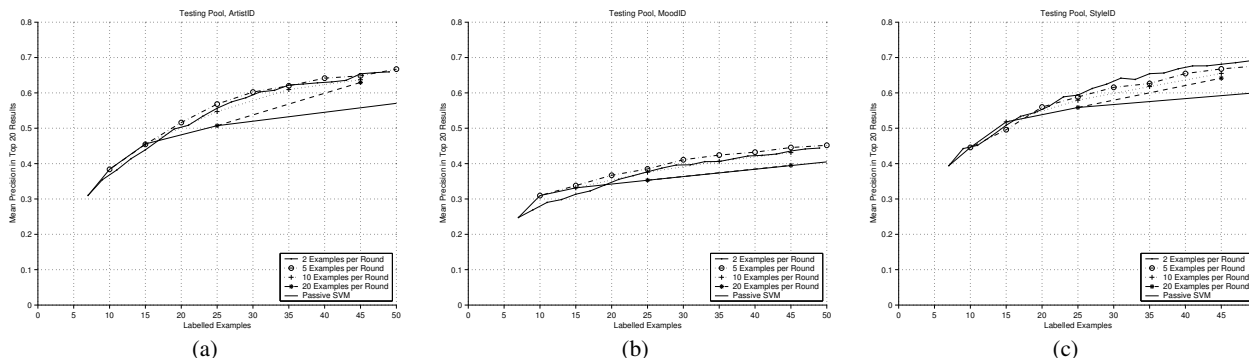 Testing Pool, ArtistID
0.8
0.7
0.6
0.5
0.4
0.3
0.2
0.1
0
Mean Precision in Top 20 Results
2 Examples per Round
5 Examples per Round
10 Examples per Round
20 Examples per Round
Passive SVM
0 5 10 15 20 25 30 35 40 45 50
Labelled Examples
(a)
Testing Pool, MoodID
0.8
0.7
0.6
0.5
0.4
0.3
0.2
0.1
0
Mean Precision in Top 20 Results
2 Examples per Round
5 Examples per Round
10 Examples per Round
20 Examples per Round
Passive SVM
0 5 10 15 20 25 30 35 40 45 50
Labelled Examples
(b)
Testing Pool, StyleID
0.8
0.7
0.6
0.5
0.4
0.3
0.2
0.1
0
Mean Precision in Top 20 Results
2 Examples per Round
5 Examples per Round
10 Examples per Round
20 Examples per Round
Passive SVM
0 5 10 15 20 25 30 35 40 45
Labelled Examples
(c)